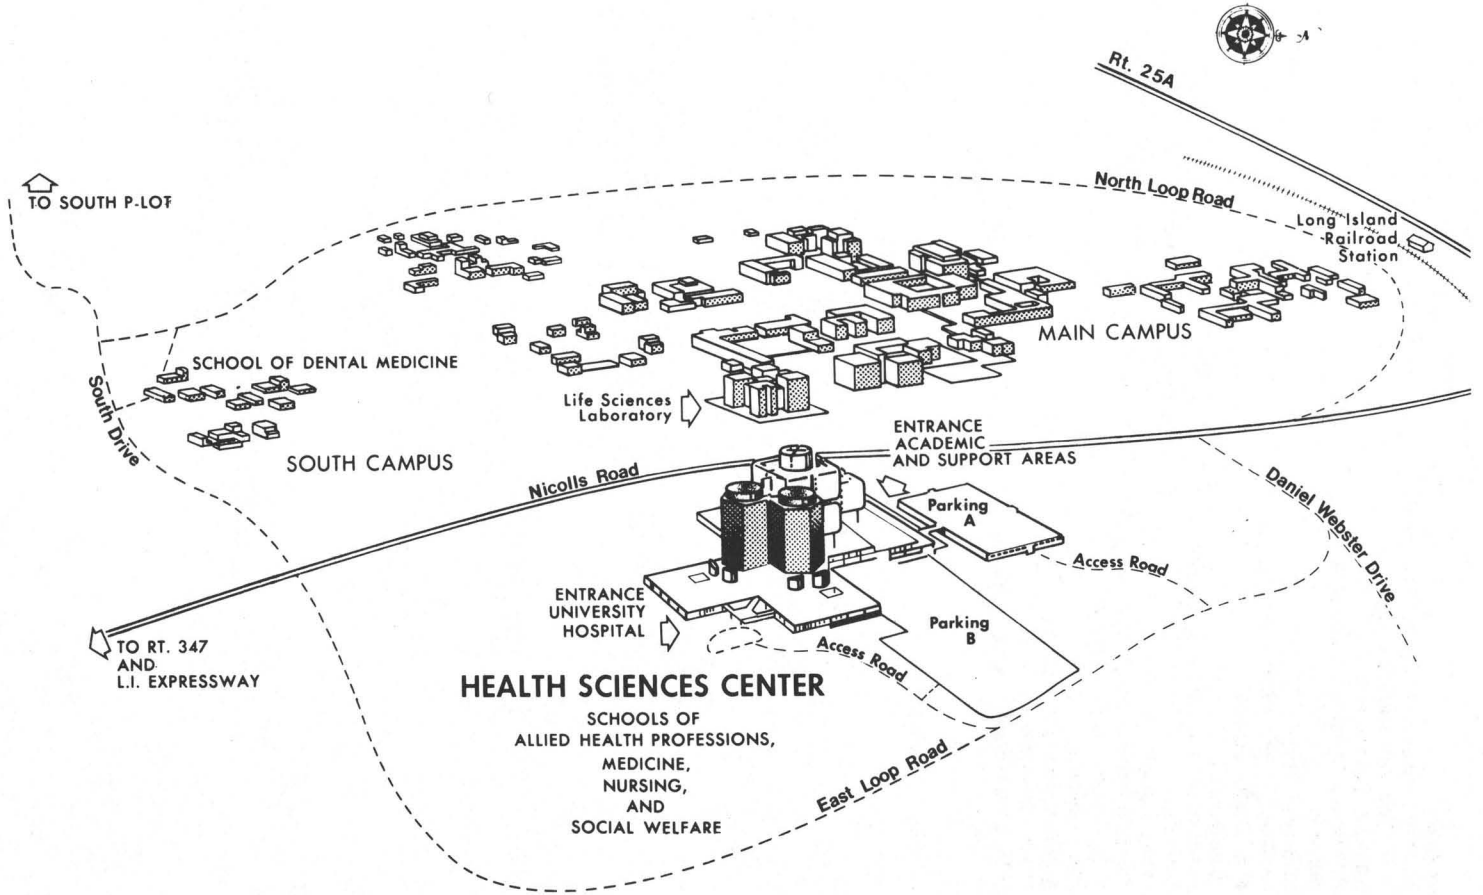 Rt. 25A
North Loop Road
TO SOUTH P-LOT
Long Island
Railroad
Station
MAIN CAMPUS
SCHOOL OF DENTAL MEDICINE
South Drive
Life Sciences
Laboratory
ENTRANCE
ACADEMIC
AND SUPPORT AREAS
SOUTH CAMPUS
Nicolls Road
Parking
A
Daniel Webster Drive
Access Road
ENTRANCE
UNIVERSITY
HOSPITAL
Parking
B
Access Road
TO RT. 347
AND
L.I. EXPRESSWAY
HEALTH SCIENCES CENTER
SCHOOLS OF
ALLIED HEALTH PROFESSIONS,
MEDICINE,
NURSING,
AND
SOCIAL WELFARE
East Loop Road